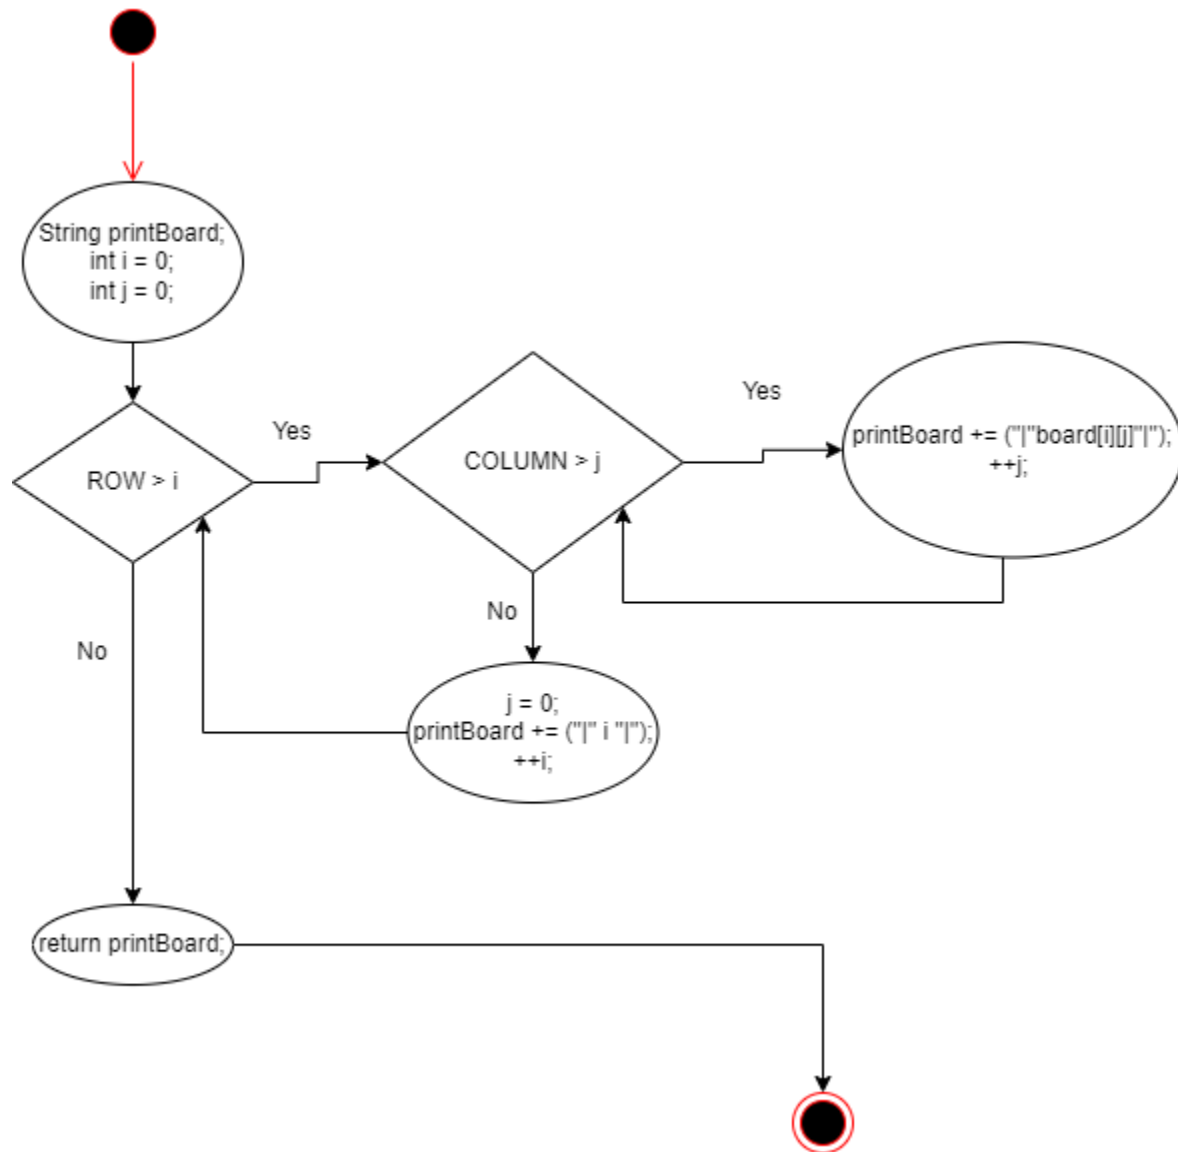 String printBoard;
int i = 0;
int j = 0;
ROW > i
Yes
COLUMN > j
Yes
printBoard += ("|"board[i][j]"|");
++j;
No
j = 0;
printBoard += ("|" i "|");
++i;
No
return printBoard;